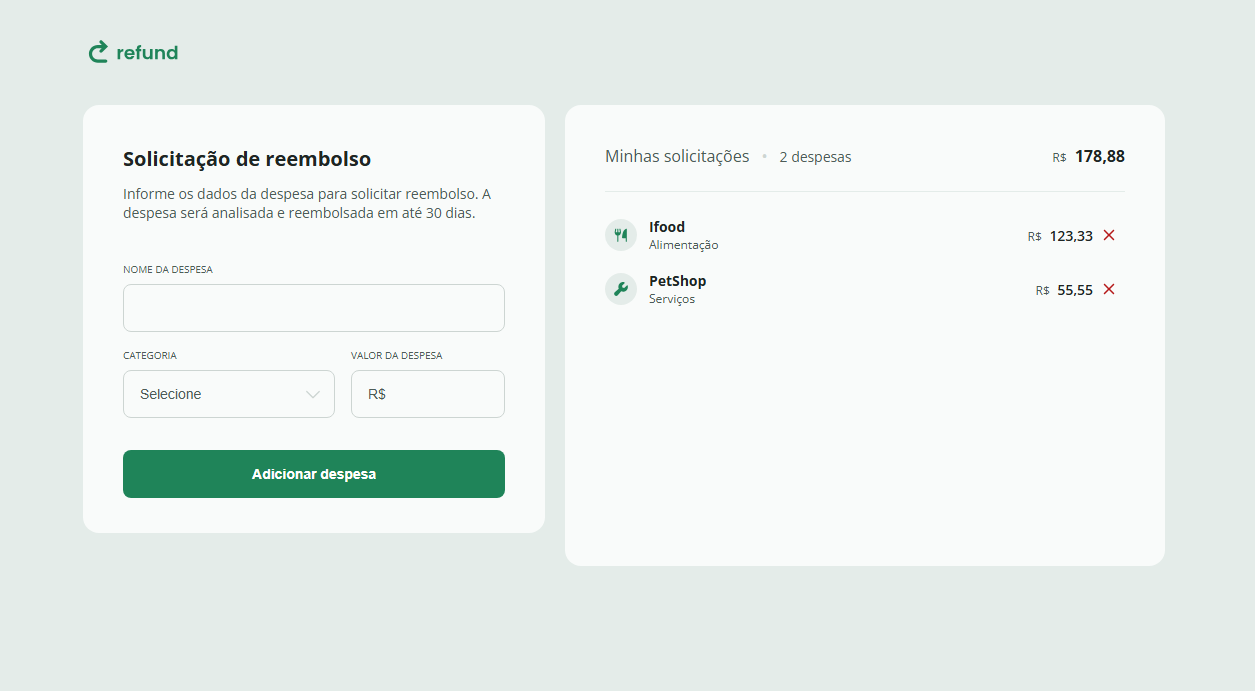 refund
Solicitação de reembolso
Informe os dados da despesa para solicitar reembolso. A
despesa será analisada e reembolsada em até 30 dias.
NOME DA DESPESA
CATEGORIA VALOR DA DESPESA
Selecione R$
Adicionar despesa
Minhas solicitações • 2 despesas R$ 178,88
Ifood
Alimentação
R$ 123,33
PetShop
Serviços
R$ 55,55